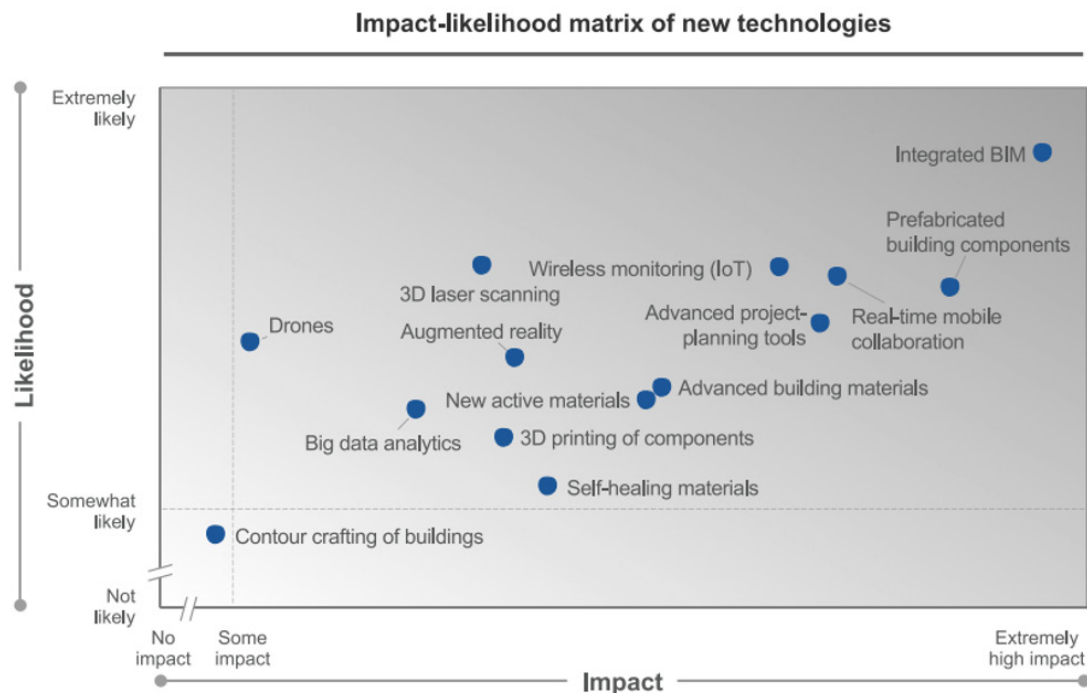 Impact-likelihood matrix of new technologies
Extremely
likely
Integrated BIM
Prefabricated
building components
Wireless monitoring (IoT)
3D laser scanning
Advanced project-
planning tools
Real-time mobile
collaboration
Drones
Augmented reality
Advanced building materials
New active materials
Big data analytics
3D printing of components
Self-healing materials
Somewhat
likely
Contour crafting of buildings
Not
likely
Likelihood
No
impact
Some
impact
Extremely
high impact
Impact